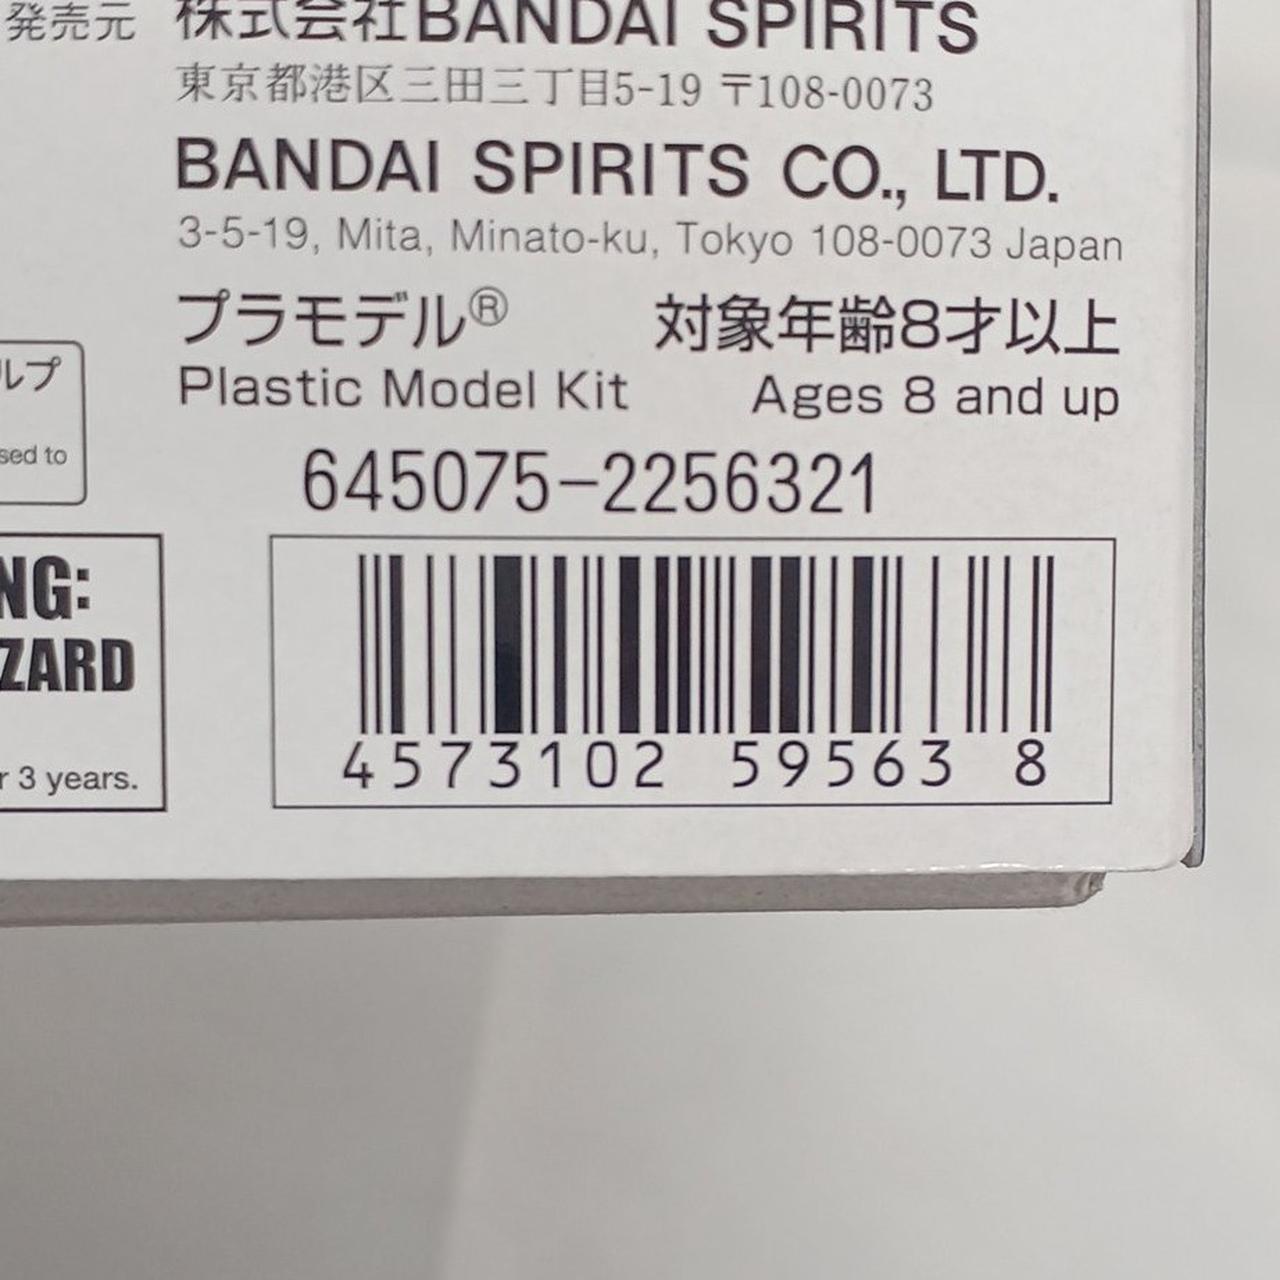 発売元 株式会社BANDAI SPIRITS
東京都港区三田三丁目5-19 〒108-0073
BANDAI SPIRITS CO., LTD.
3-5-19, Mita, Minato-ku, Tokyo 108-0073 Japan
プラモデル® 対象年齢8才以上
Plastic Model Kit Ages 8 and up
ルプ
sed to
645075-2256321
NG:
ZARD
r 3 years.
4573102 59563 8